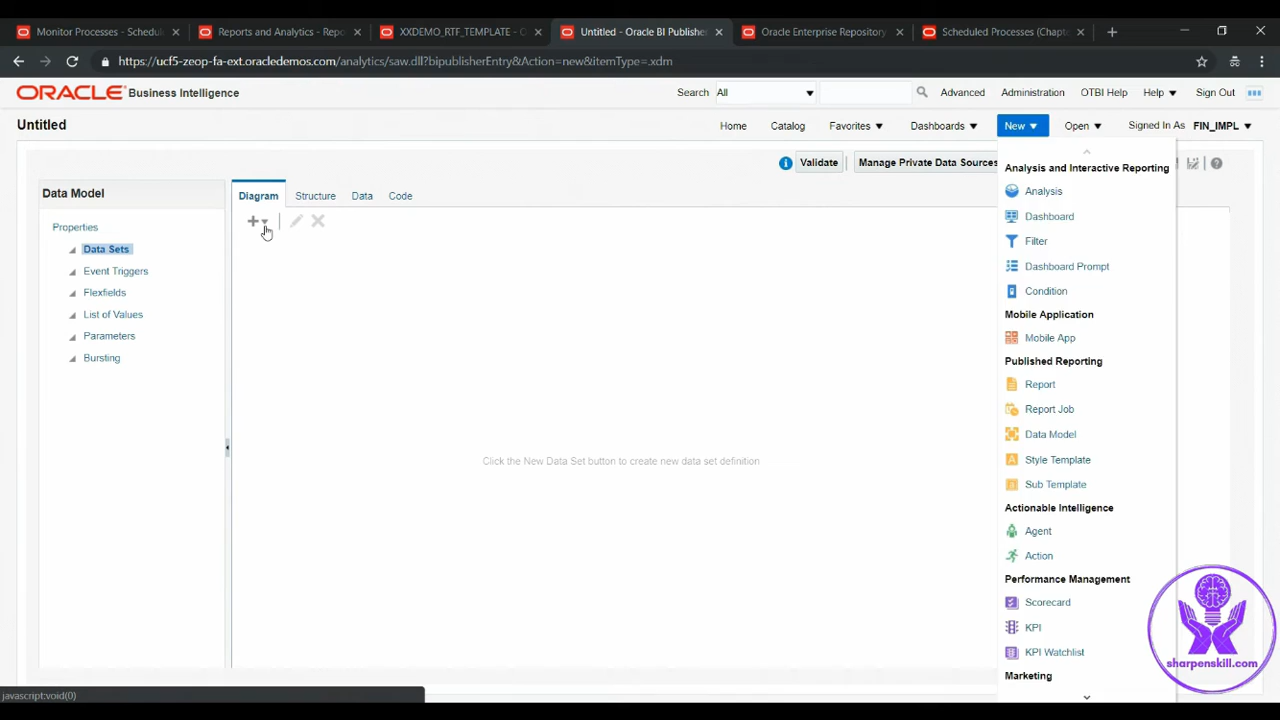 Monitor Processes - Schedul
Reports and Analytics - Repo
XXDEMO_RTF_TEMPLATE - O
Untitled - Oracle BI Publisher
Oracle Enterprise Repository
Scheduled Processes (Chapt
https://ucf5-zeop-fa-ext.oracledemos.com/analytics/saw.dll?bipublisherEntry&Action=new&itemType=.xdm
ORACLE Business Intelligence
Search All Advanced Administration OTBI Help Help Sign Out
Untitled
Home Catalog Favorites Dashboards New Open Signed In As FIN_IMPL
Validate Manage Private Data Sources
Data Model
Diagram Structure Data Code
Properties
Data Sets
Event Triggers
Flexfields
List of Values
Parameters
Bursting
Click the New Data Set button to create new data set definition
Analysis and Interactive Reporting
Analysis
Dashboard
Filter
Dashboard Prompt
Condition
Mobile Application
Mobile App
Published Reporting
Report
Report Job
Data Model
Style Template
Sub Template
Actionable Intelligence
Agent
Action
Performance Management
Scorecard
KPI
KPI Watchlist
Marketing
sharpenskill.com
javascript:void(0)